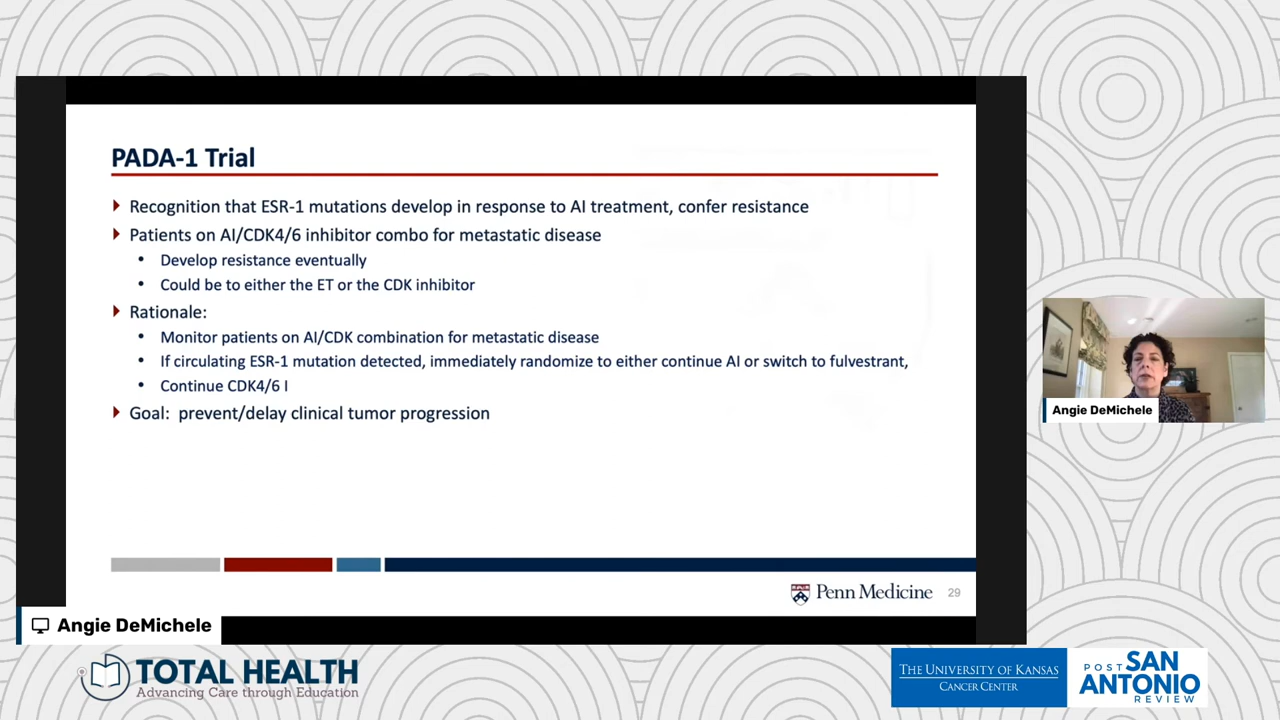 PADA-1 Trial
Recognition that ESR-1 mutations develop in response to AI treatment, confer resistance
Patients on AI/CDK4/6 inhibitor combo for metastatic disease
• Develop resistance eventually
• Could be to either the ET or the CDK inhibitor
Rationale:
• Monitor patients on AI/CDK combination for metastatic disease
• If circulating ESR-1 mutation detected, immediately randomize to either continue AI or switch to fulvestrant,
• Continue CDK4/6 I
Goal: prevent/delay clinical tumor progression
Penn Medicine
29
Angie DeMichele
Angie DeMichele
TOTAL HEALTH
Advancing Care through Education
THE UNIVERSITY OF KANSAS
CANCER CENTER
POST
SAN
ANTONIO
REVIEW